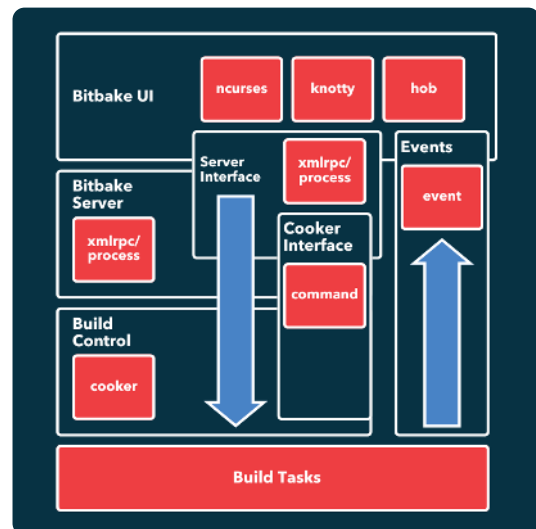 Bitbake UI
ncurses
knotty
hob
Server
Interface
xmlrpc/
process
Events
event
Bitbake
Server
xmlrpc/
process
Cooker
Interface
command
Build
Control
cooker
Build Tasks